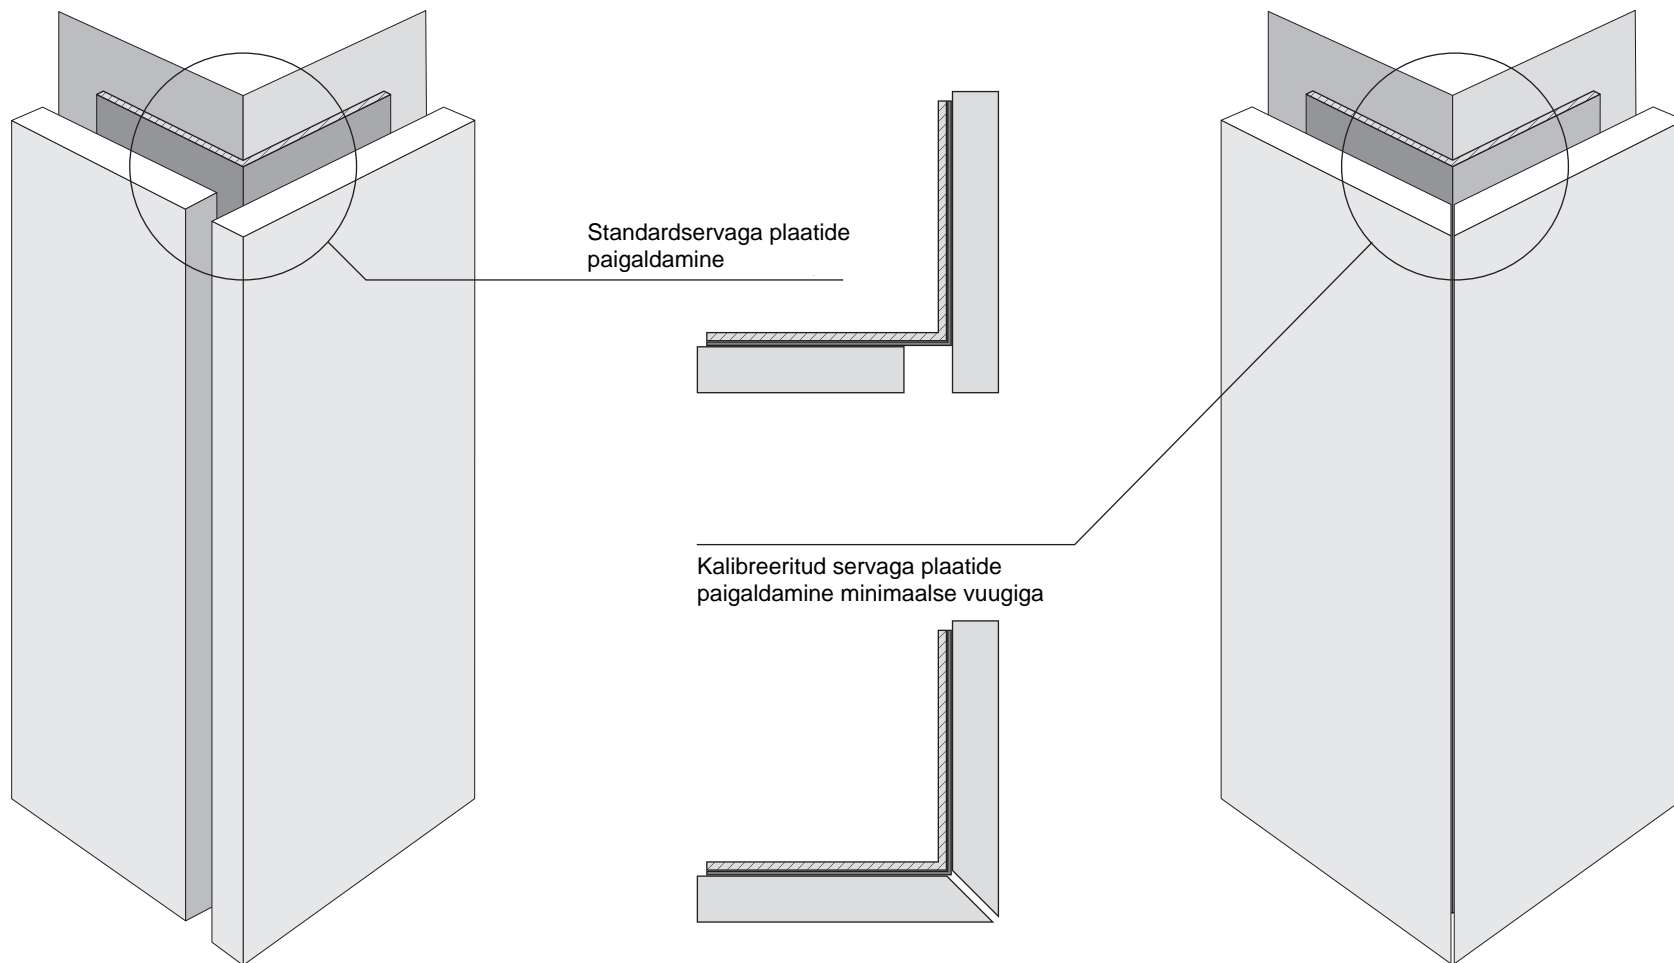 Standardservaga plaatide
paigaldamine
Kalibreeritud servaga plaatide
paigaldamine minimaalse vuugiga